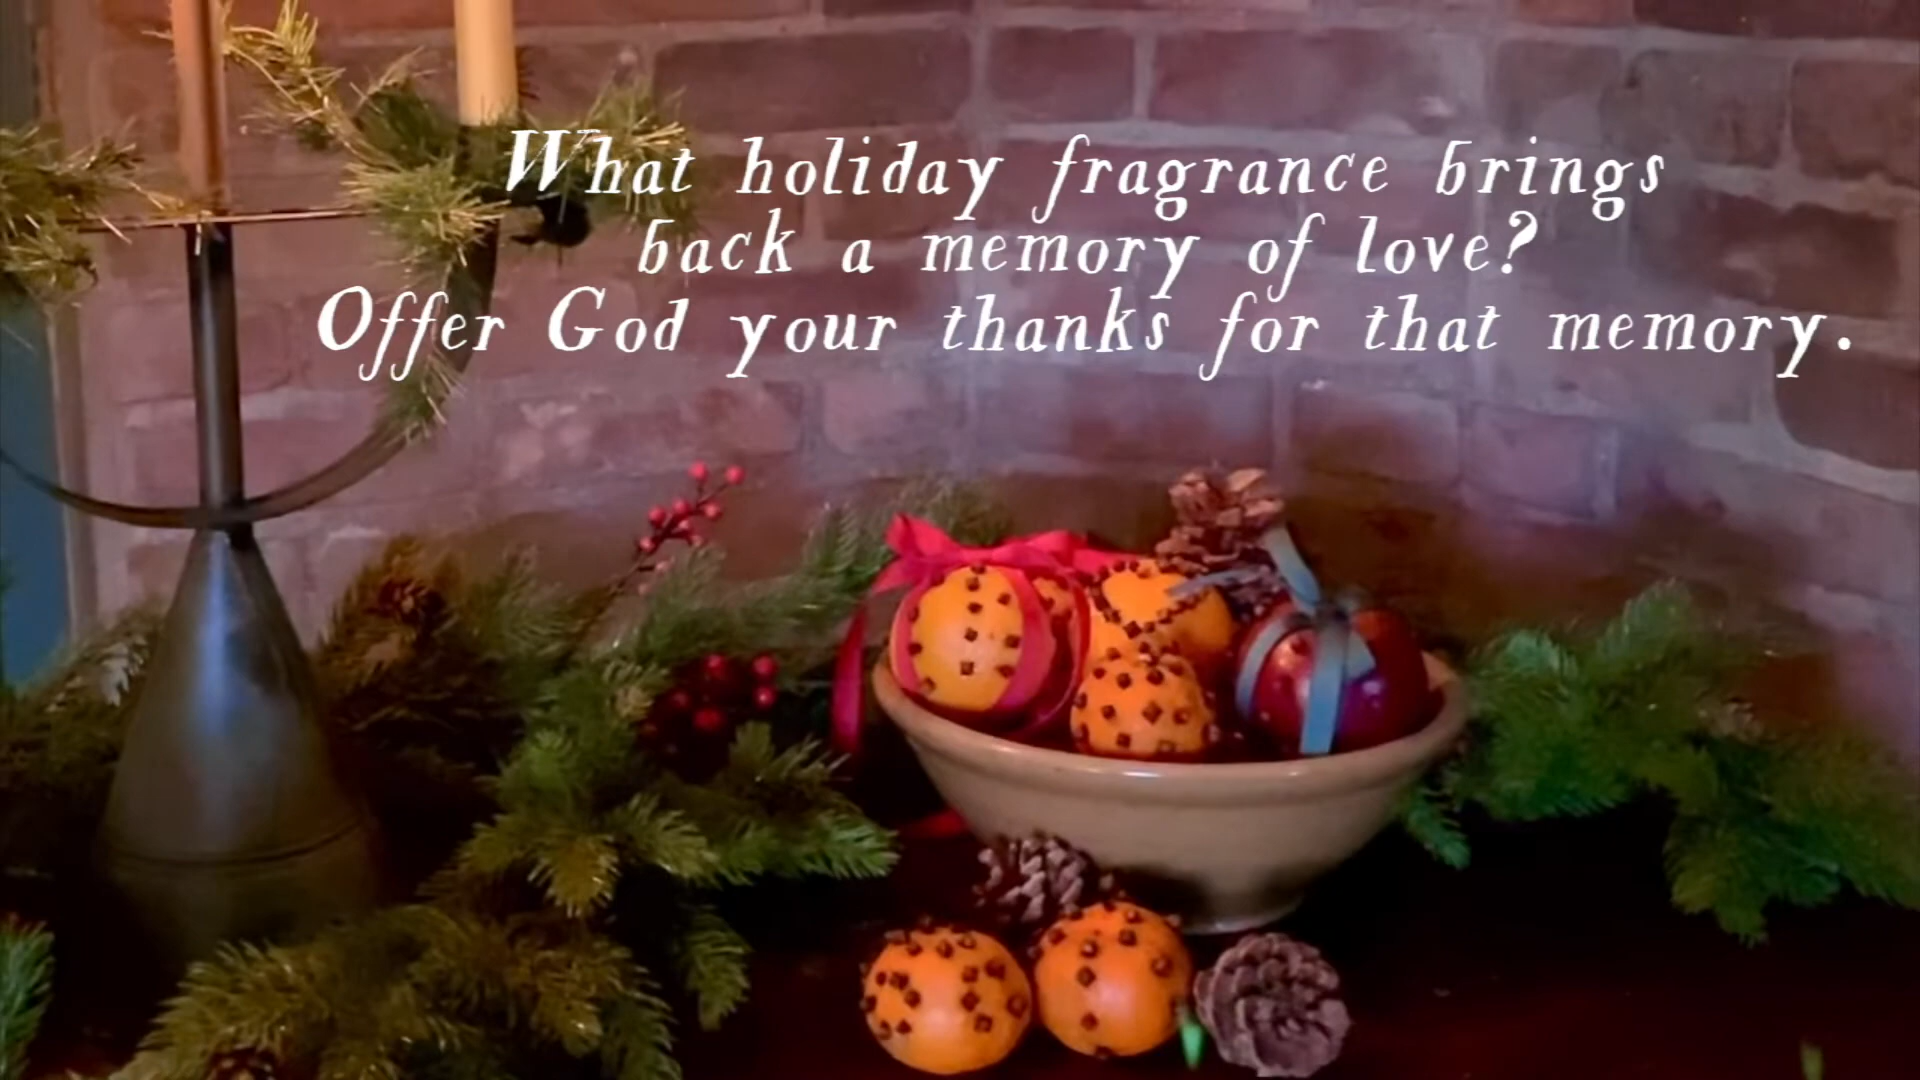 What holiday fragrance brings
back a memory of love?
Offer God your thanks for that memory.